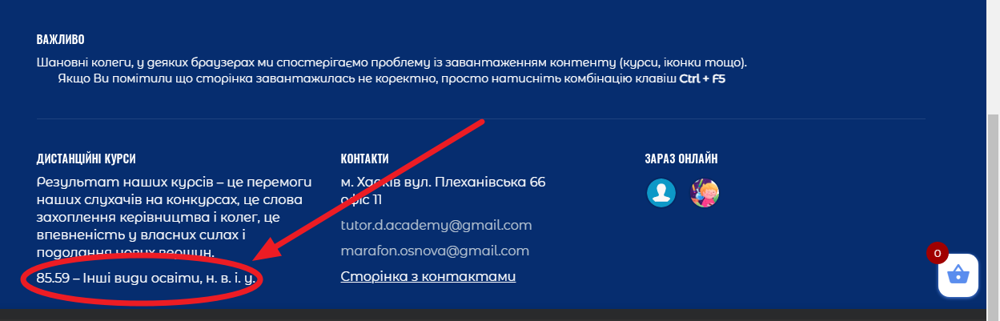 ВАЖЛИВО
Шановні колеги, у деяких браузерах ми спостерігаємо проблему із завантаженням контенту (курси, іконки тощо).
Якщо Ви помітили що сторінка завантажилась не коректно, просто натисніть комбінацію клавіш Ctrl + F5
ДИСТАНЦІЙНІ КУРСИ
Результат наших курсів – це перемоги
наших слухачів на конкурсах, це слова
захоплення керівництва і колег, це
впевненість у власних силах і
подолання нових вершин.
85.59 – Інші види освіти, н. в. і. у.
КОНТАКТИ
м. Харків вул. Плеханівська 66
офіс 11
tutor.d.academy@gmail.com
marafon.osnova@gmail.com
Сторінка з контактами
ЗАРАЗ ОНЛАЙН
0